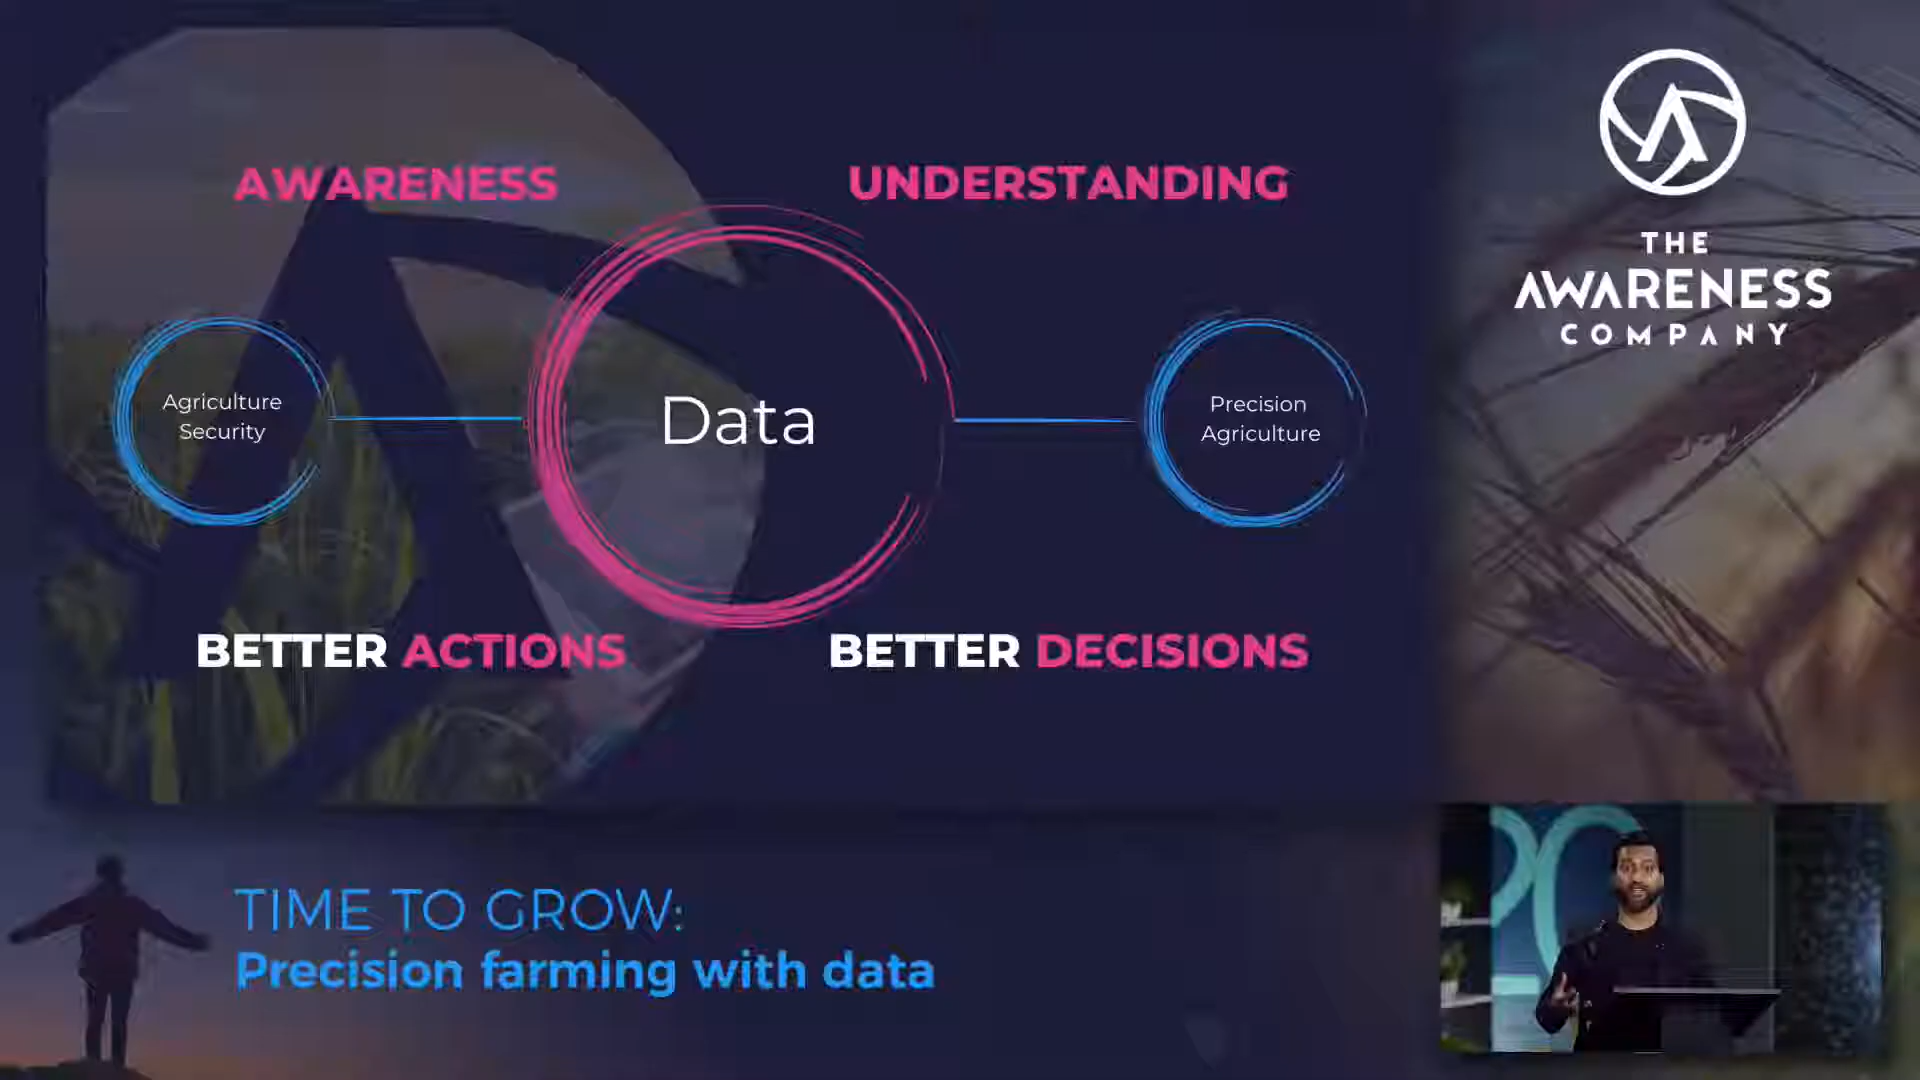 AWARENESS
UNDERSTANDING
Agriculture
Security
Data
Precision
Agriculture
BETTER ACTIONS
BETTER DECISIONS
THE
AWARENESS
COMPANY
TIME TO GROW:
Precision farming with data
20